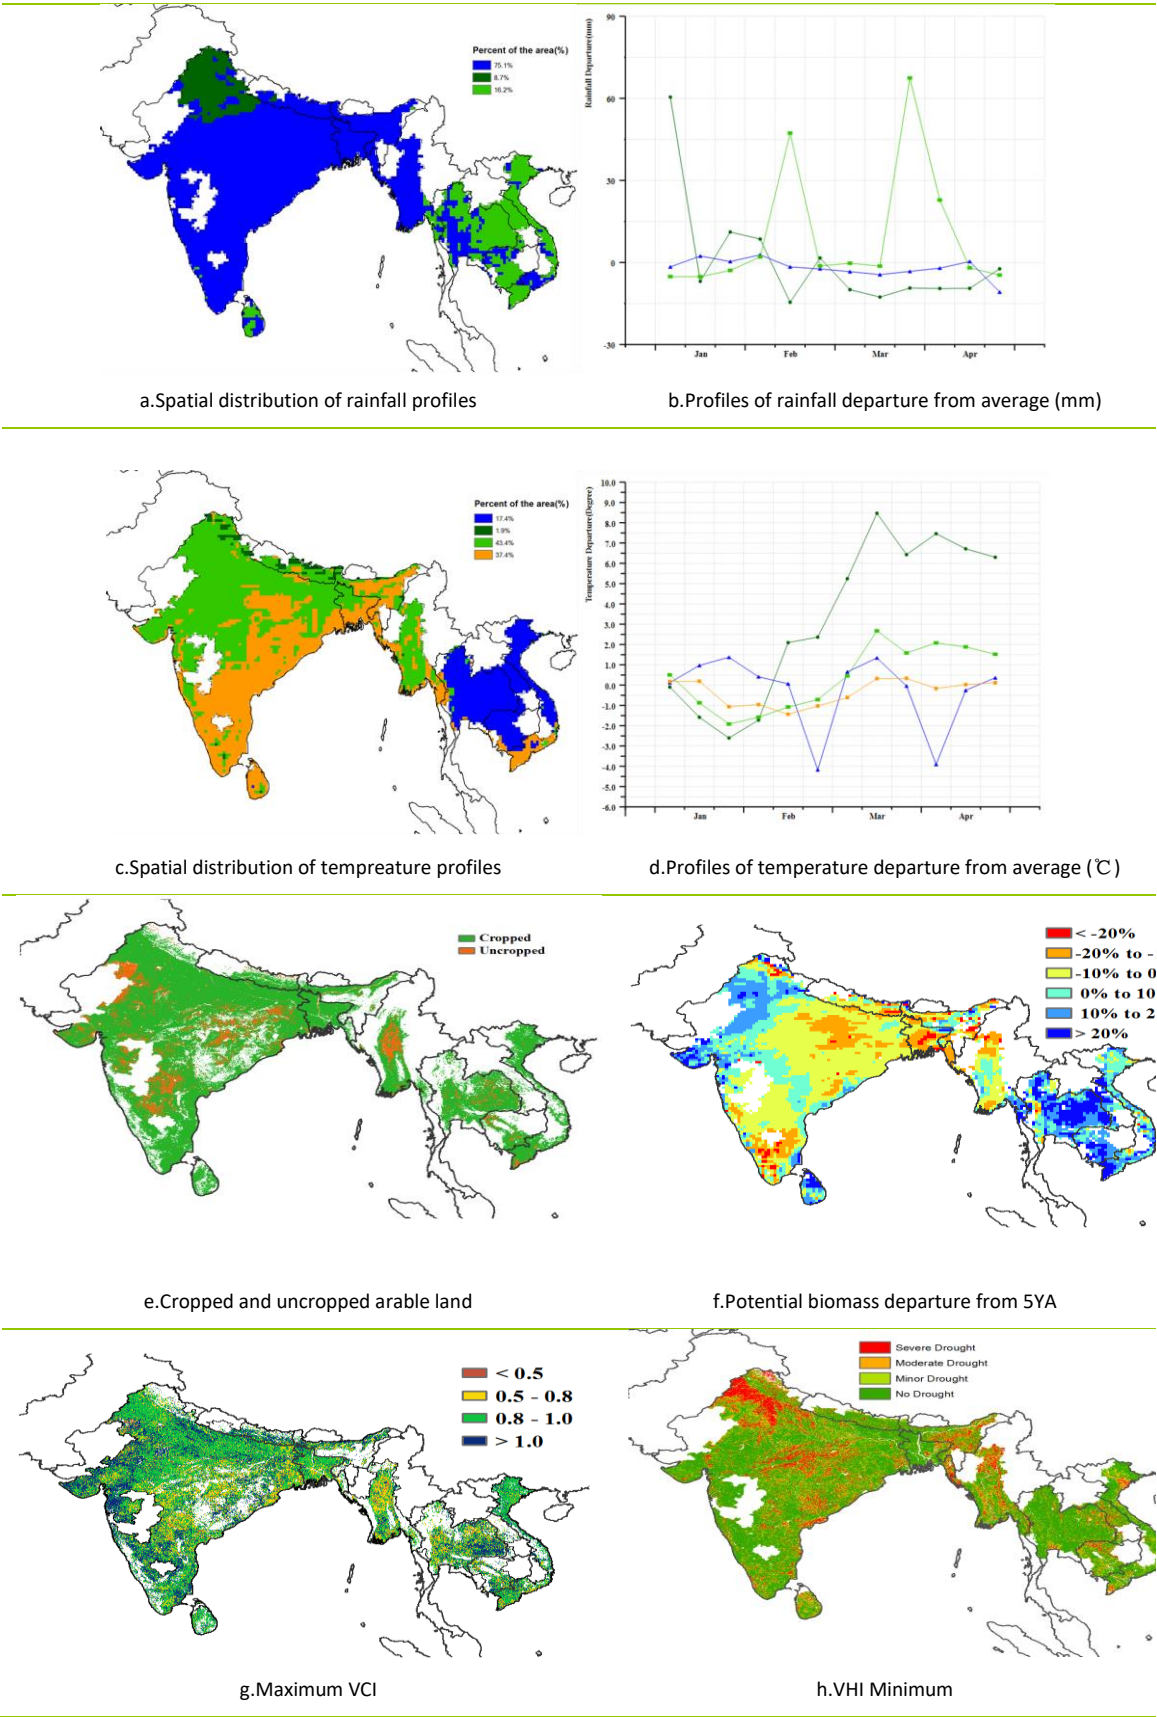 Percent of the area(%)
75.1%
8.7%
16.2%
Rainfall Departure(mm)
90
60
30
0
-30
Jan
Feb
Mar
Apr
a.Spatial distribution of rainfall profiles
b.Profiles of rainfall departure from average (mm)
Percent of the area(%)
17.4%
1.9%
43.4%
37.4%
Temperature Departure(Degree)
10.0
9.0
8.0
7.0
6.0
5.0
4.0
3.0
2.0
1.0
0.0
-1.0
-2.0
-3.0
-4.0
-5.0
-6.0
Jan
Feb
Mar
Apr
c.Spatial distribution of tempreature profiles
d.Profiles of temperature departure from average (℃)
Cropped
Uncropped
< -20%
-20% to -
-10% to 0
0% to 10
10% to 2
> 20%
e.Cropped and uncropped arable land
f.Potential biomass departure from 5YA
< 0.5
0.5 - 0.8
0.8 - 1.0
> 1.0
Severe Drought
Moderate Drought
Minor Drought
No Drought
g.Maximum VCI
h.VHI Minimum